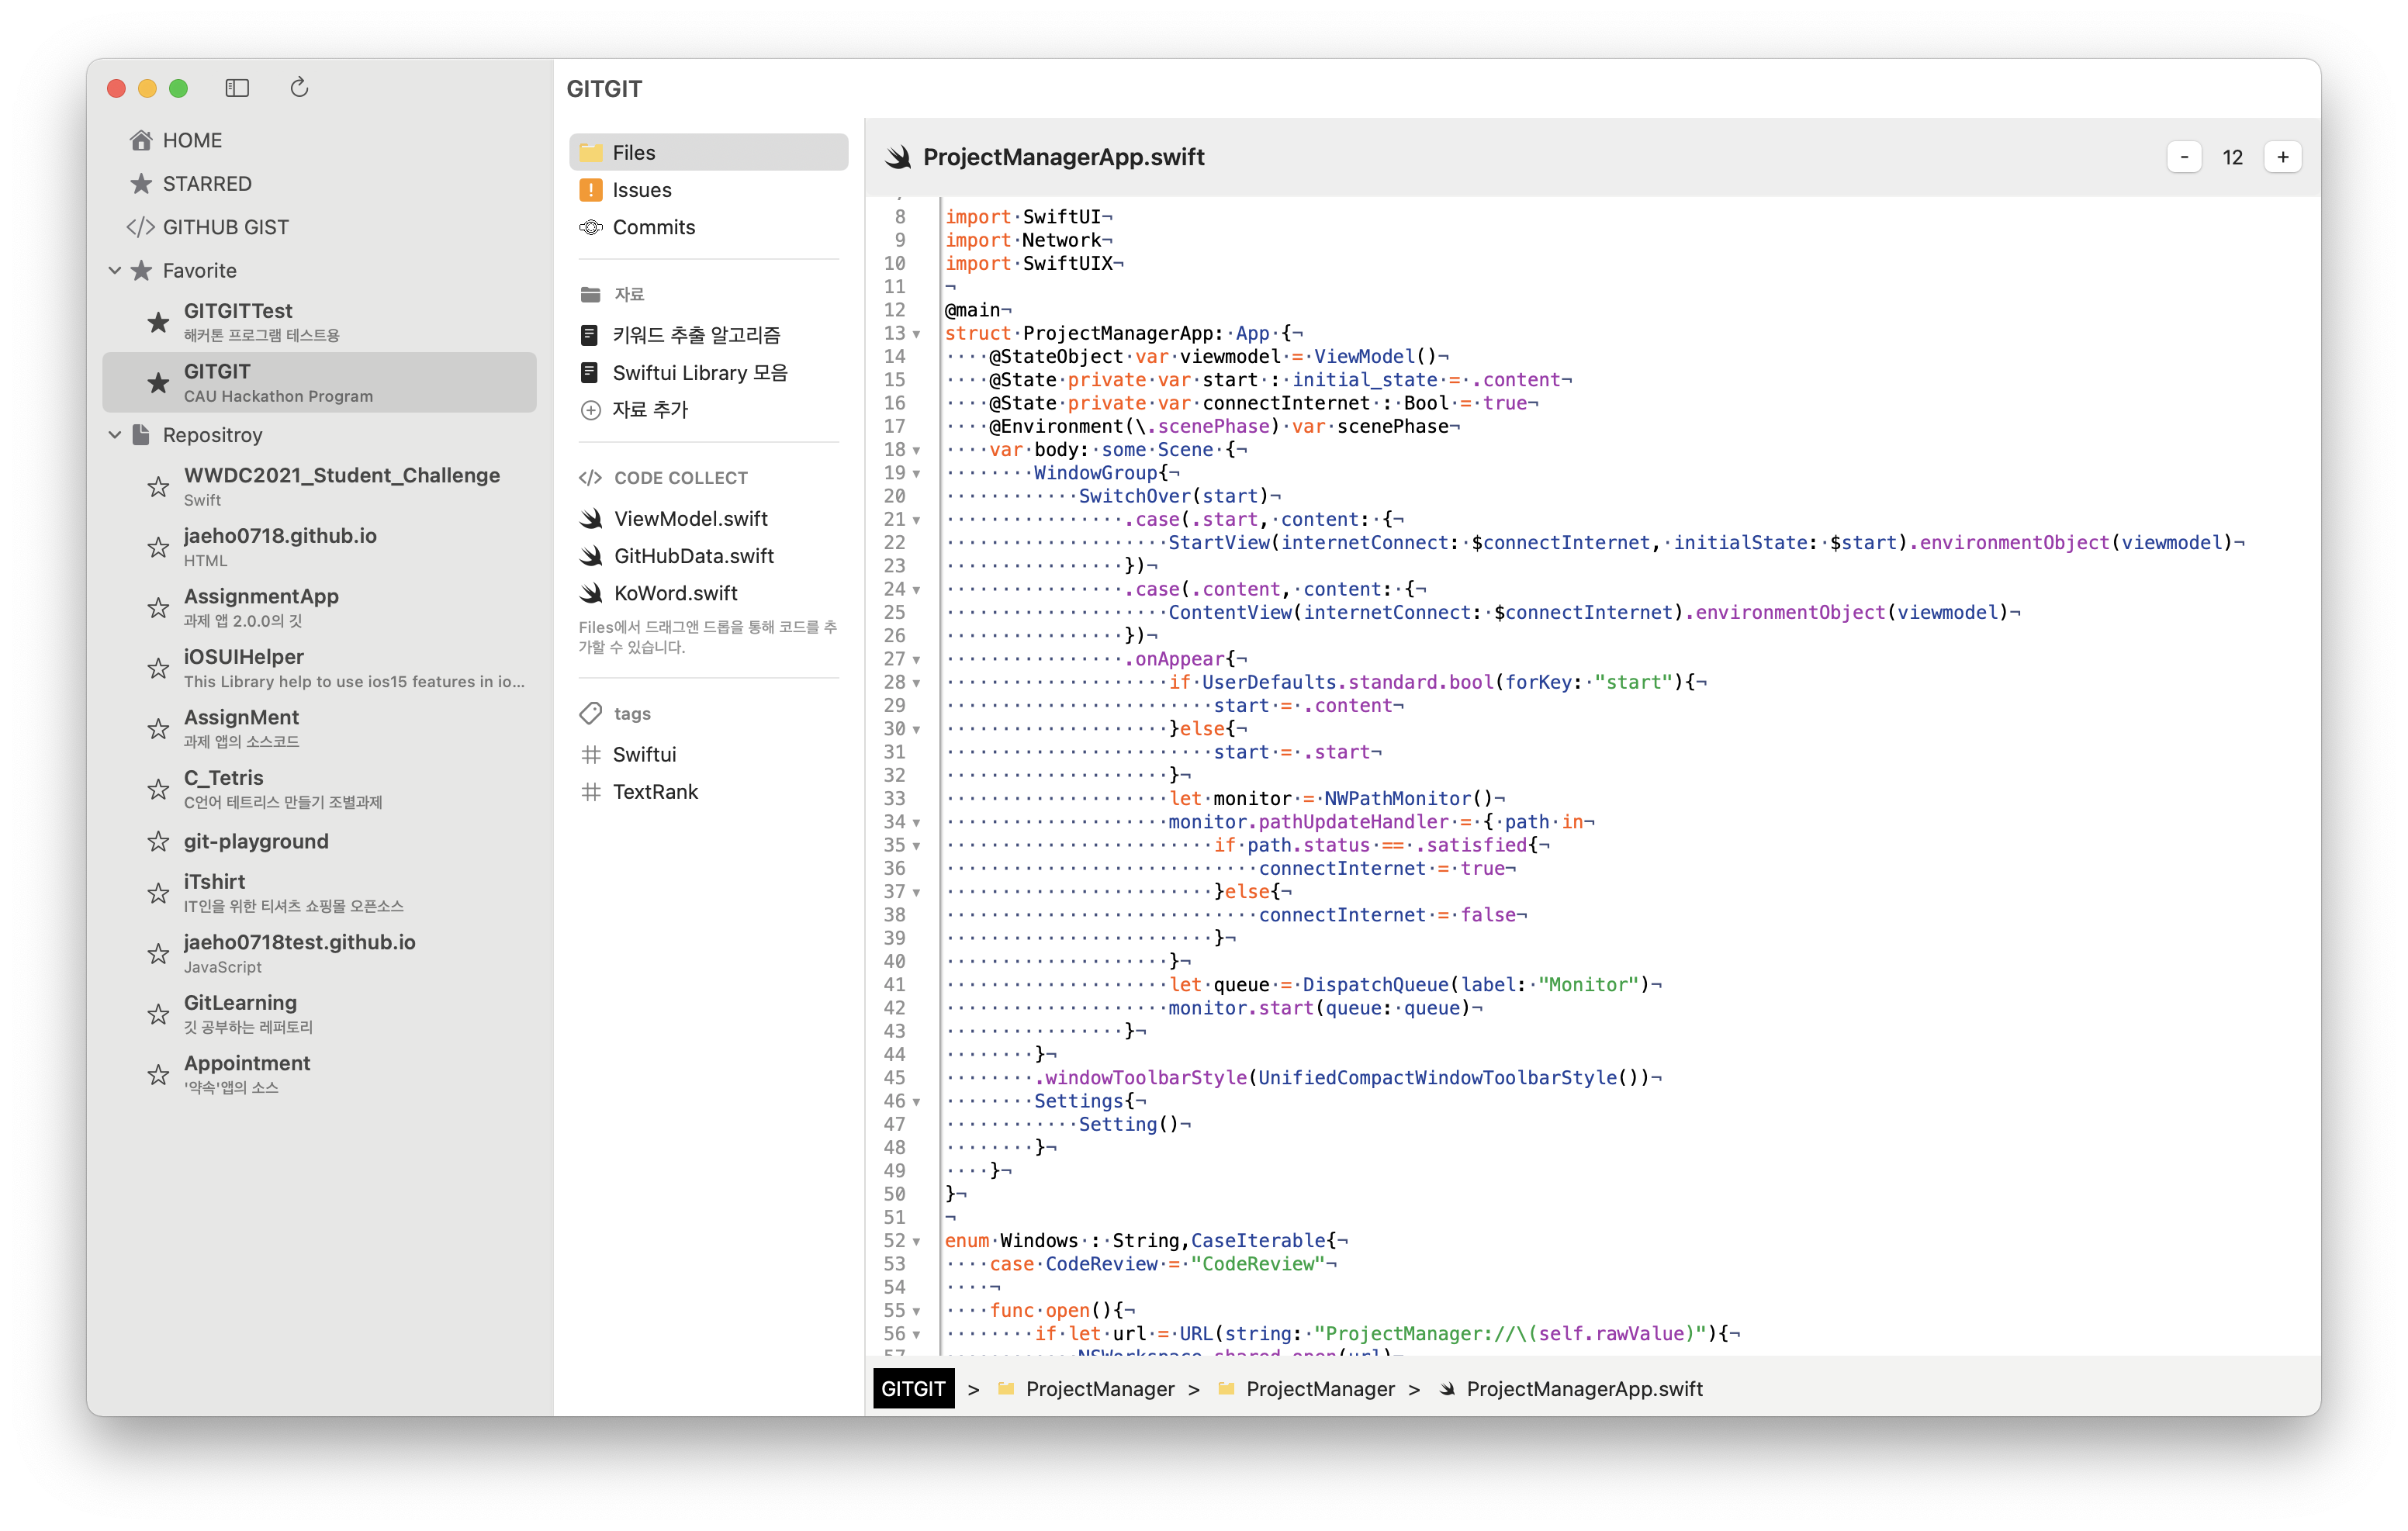 GITGIT
HOME
STARRED
</> GITHUB GIST
Favorite
GITGITTest
해커톤 프로그램 테스트용
GITGIT
CAU Hackathon Program
Repositroy
WWDC2021_Student_Challenge
Swift
jaeho0718.github.io
HTML
AssignmentApp
과제 앱 2.0.0의 깃
iOSUIHelper
This Library help to use ios15 features in io...
AssignMent
과제 앱의 소스코드
C_Tetris
C언어 테트리스 만들기 조별과제
git-playground
iTshirt
IT인을 위한 티셔츠 쇼핑몰 오픈소스
jaeho0718test.github.io
JavaScript
GitLearning
깃 공부하는 레퍼토리
Appointment
'약속'앱의 소스
Files
Issues
Commits
자료
키워드 추출 알고리즘
Swiftui Library 모음
자료 추가
</> CODE COLLECT
ViewModel.swift
GitHubData.swift
KoWord.swift
Files에서 드래그앤 드롭을 통해 코드를 추
가할 수 있습니다.
tags
# Swiftui
# TextRank
ProjectManagerApp.swift
- 12 +
8 import·SwiftUI¬
9 import·Network¬
10 import·SwiftUIX¬
11 ¬
12 @main¬
13 struct·ProjectManagerApp:·App·{¬
14 ····@StateObject·var·viewmodel·=·ViewModel()¬
15 ····@State·private·var·start·:·initial_state·=·.content¬
16 ····@State·private·var·connectInternet·:·Bool·=·true¬
17 ····@Environment(\.scenePhase)·var·scenePhase¬
18 ····var·body:·some·Scene·{¬
19 ········WindowGroup{¬
20 ············SwitchOver(start)¬
21 ················.case(.start,·content:·{¬
22 ····················StartView(internetConnect:·$connectInternet,·initialState:·$start).environmentObject(viewmodel)¬
23 ················})¬
24 ················.case(.content,·content:·{¬
25 ····················ContentView(internetConnect:·$connectInternet).environmentObject(viewmodel)¬
26 ················})¬
27 ················.onAppear{¬
28 ····················if·UserDefaults.standard.bool(forKey:·"start"){¬
29 ························start·=·.content¬
30 ····················}else{¬
31 ························start·=·.start¬
32 ····················}¬
33 ····················let·monitor·=·NWPathMonitor()¬
34 ····················monitor.pathUpdateHandler·=·{·path·in¬
35 ························if·path.status·==·.satisfied{¬
36 ····························connectInternet·=·true¬
37 ························}else{¬
38 ····························connectInternet·=·false¬
39 ························}¬
40 ····················}¬
41 ····················let·queue·=·DispatchQueue(label:·"Monitor")¬
42 ····················monitor.start(queue:·queue)¬
43 ················}¬
44 ········}¬
45 ········.windowToolbarStyle(UnifiedCompactWindowToolbarStyle())¬
46 ········Settings{¬
47 ············Setting()¬
48 ········}¬
49 ····}¬
50 }¬
51 ¬
52 enum·Windows·:·String,CaseIterable{¬
53 ····case·CodeReview·=·"CodeReview"¬
54 ····¬
55 ····func·open(){¬
56 ········if·let·url·=·URL(string:·"ProjectManager://\(self.rawValue)"){¬
57 ············NSWorkspace.shared.open(url)¬
GITGIT > ProjectManager > ProjectManager > ProjectManagerApp.swift